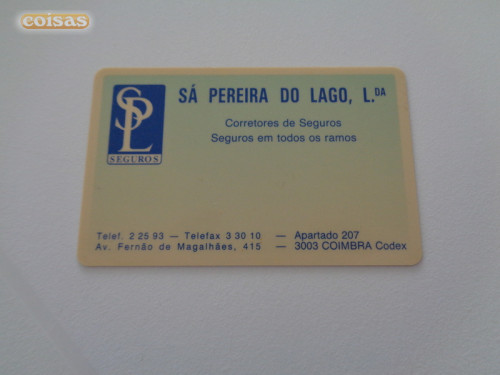 coisas
SÁ PEREIRA DO LAGO, L.DA
Corretores de Seguros
Seguros em todos os ramos
SPL
SEGUROS
Telef. 2 25 93 — Telefax 3 30 10 — Apartado 207
Av. Fernão de Magalhães, 415 — 3003 COIMBRA Codex